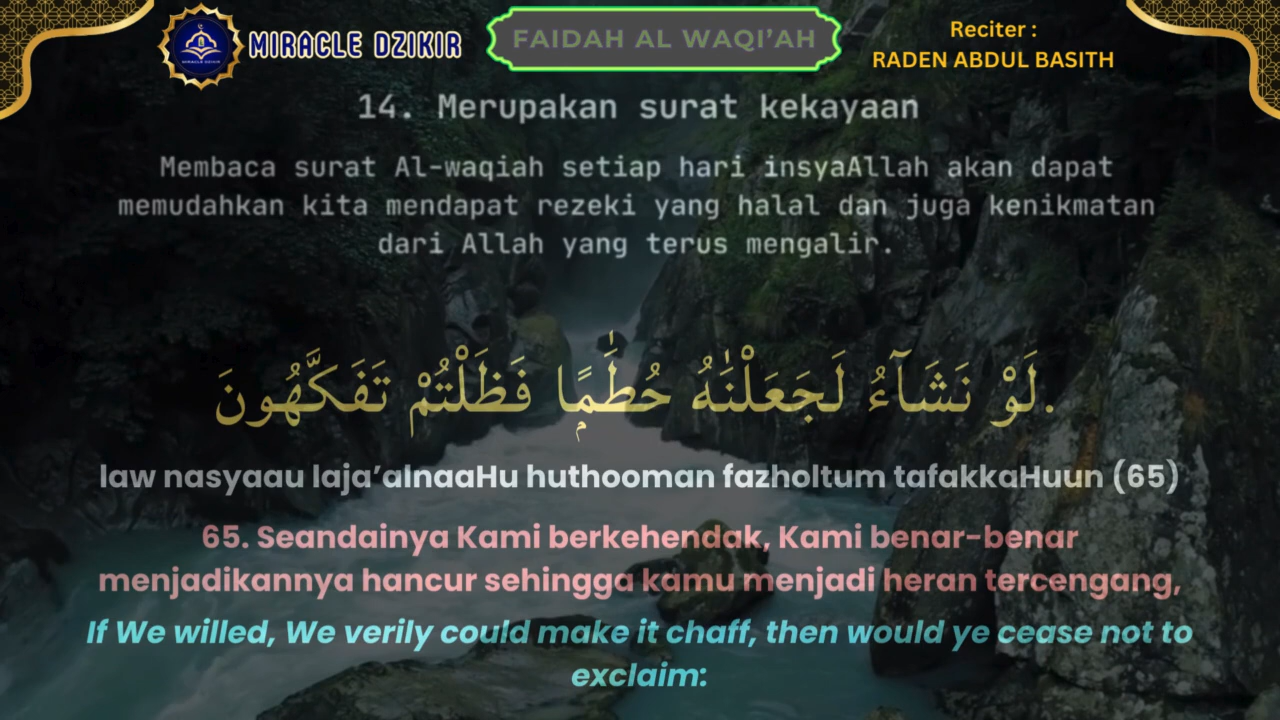 MIRACLE DZIKIR
FAIDAH AL WAQI’AH
Reciter :
RADEN ABDUL BASITH
14. Merupakan surat kekayaan
Membaca surat Al-waqiah setiap hari insyaAllah akan dapat
memudahkan kita mendapat rezeki yang halal dan juga kenikmatan
dari Allah yang terus mengalir.
لَوْ نَشَآءُ لَجَعَلْنٰهُ حُطَٰمًۭا فَظَلْتُمْ تَفَكَّهُونَ.
law nasyaau laja’alnaaHu huthooman fazholtum tafakkaHuun (65)
65. Seandainya Kami berkehendak, Kami benar-benar
menjadikannya hancur sehingga kamu menjadi heran tercengang,
If We willed, We verily could make it chaff, then would ye cease not to
exclaim: